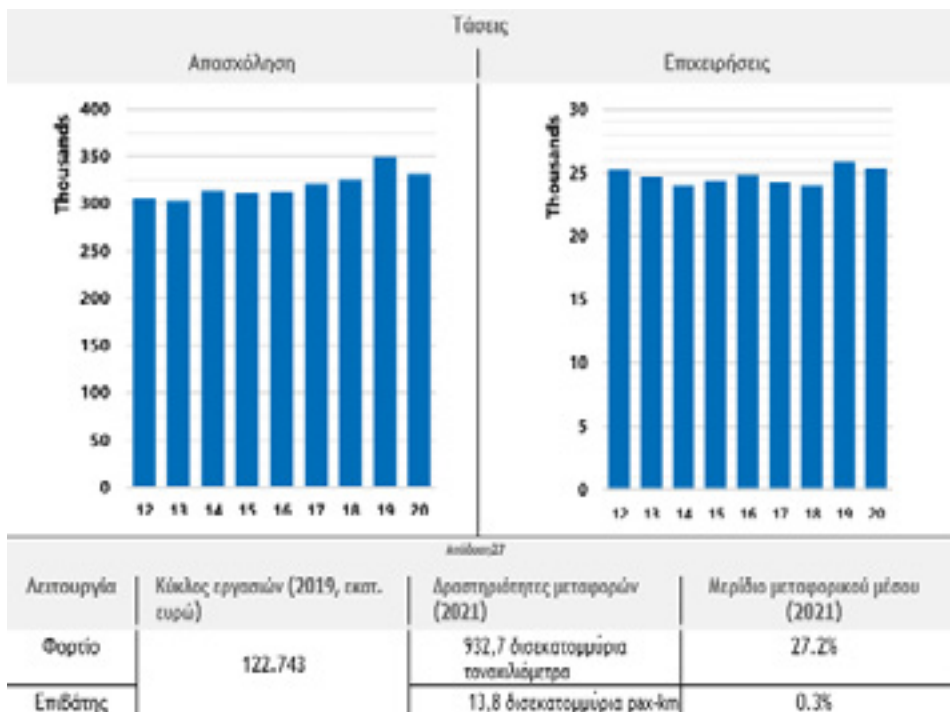 Τάσεις
Απασχόληση
Επιχειρήσεις
Thousands
400
350
300
250
200
150
100
50
0
12 13 14 15 16 17 18 19 20
Thousands
30
25
20
15
10
5
0
12 13 14 15 16 17 18 19 20
Απόδοση27
Λειτουργία
Κύκλος εργασιών (2019, εκατ.
ευρώ)
Δραστηριότητες μεταφορών
(2021)
Μερίδιο μεταφορικού μέσου
(2021)
Φορτίο
122.743
932,7 δισεκατομμύρια
τονοχιλιόμετρα
27.2%
Επιβάτης
13,8 δισεκατομμύρια pax-km
0.3%